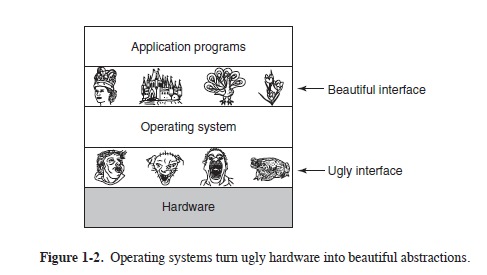 Application programs
Beautiful interface
Operating system
Ugly interface
Hardware
Figure 1-2. Operating systems turn ugly hardware into beautiful abstractions.